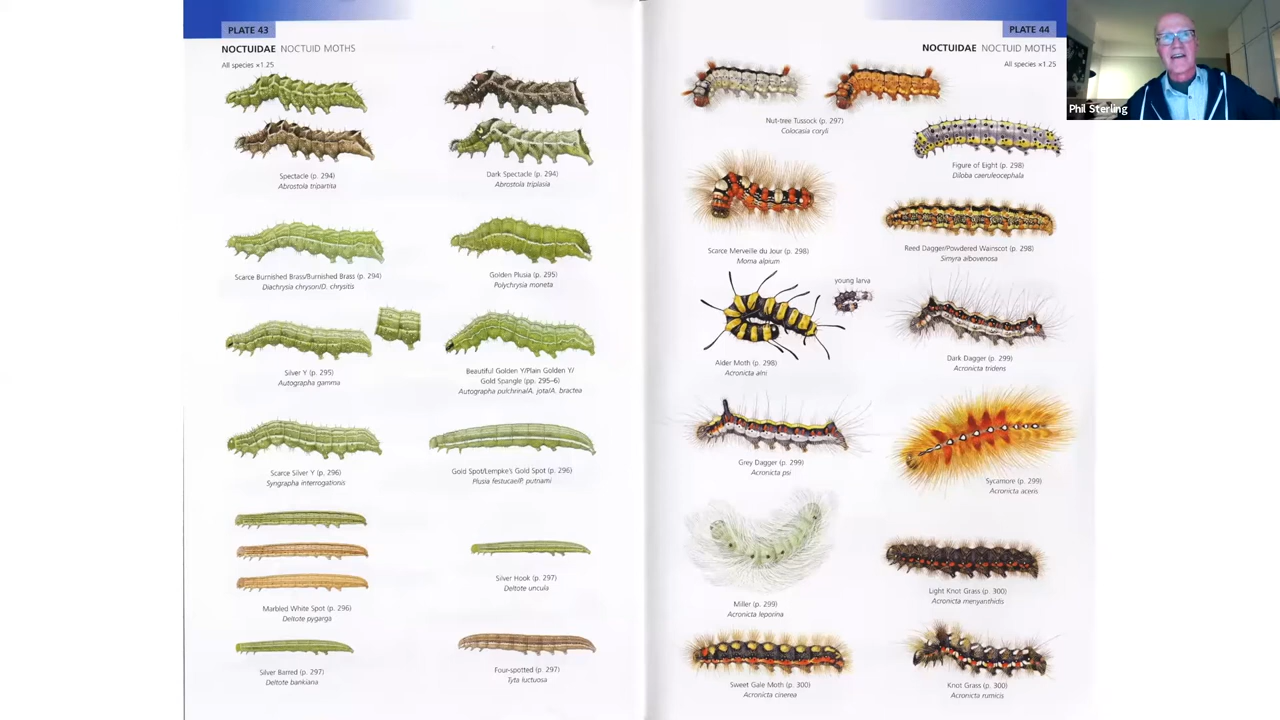 PLATE 43
NOCTUIDAE NOCTUID MOTHS
All species ×1.25
Spectacle (p. 294)
Abrostola tripartita
Dark Spectacle (p. 294)
Abrostola triplasia
Scarce Burnished Brass/Burnished Brass (p. 294)
Diachrysia chryson/D. chrysitis
Golden Plusia (p. 295)
Polychrysia moneta
Silver Y (p. 295)
Autographa gamma
Beautiful Golden Y/Plain Golden Y/
Gold Spangle (pp. 295–6)
Autographa pulchrina/A. jota/A. bractea
Scarce Silver Y (p. 296)
Syngrapha interrogationis
Gold Spot/Lempke's Gold Spot (p. 296)
Plusia festucae/P. putnami
Marbled White Spot (p. 296)
Deltote pygarga
Silver Hook (p. 297)
Deltote uncula
Silver Barred (p. 297)
Deltote bankiana
Four-spotted (p. 297)
Tyta luctuosa
PLATE 44
NOCTUIDAE NOCTUID MOTHS
All species ×1.25
Nut-tree Tussock (p. 297)
Colocasia coryli
Figure of Eight (p. 298)
Diloba caeruleocephala
Scarce Merveille du Jour (p. 298)
Moma alpium
Reed Dagger/Powdered Wainscot (p. 298)
Simyra albovenosa
young larva
Alder Moth (p. 298)
Acronicta alni
Dark Dagger (p. 299)
Acronicta tridens
Grey Dagger (p. 299)
Acronicta psi
Sycamore (p. 299)
Acronicta aceris
Miller (p. 299)
Acronicta leporina
Light Knot Grass (p. 300)
Acronicta menyanthidis
Sweet Gale Moth (p. 300)
Acronicta cinerea
Knot Grass (p. 300)
Acronicta rumicis
Phil Sterling